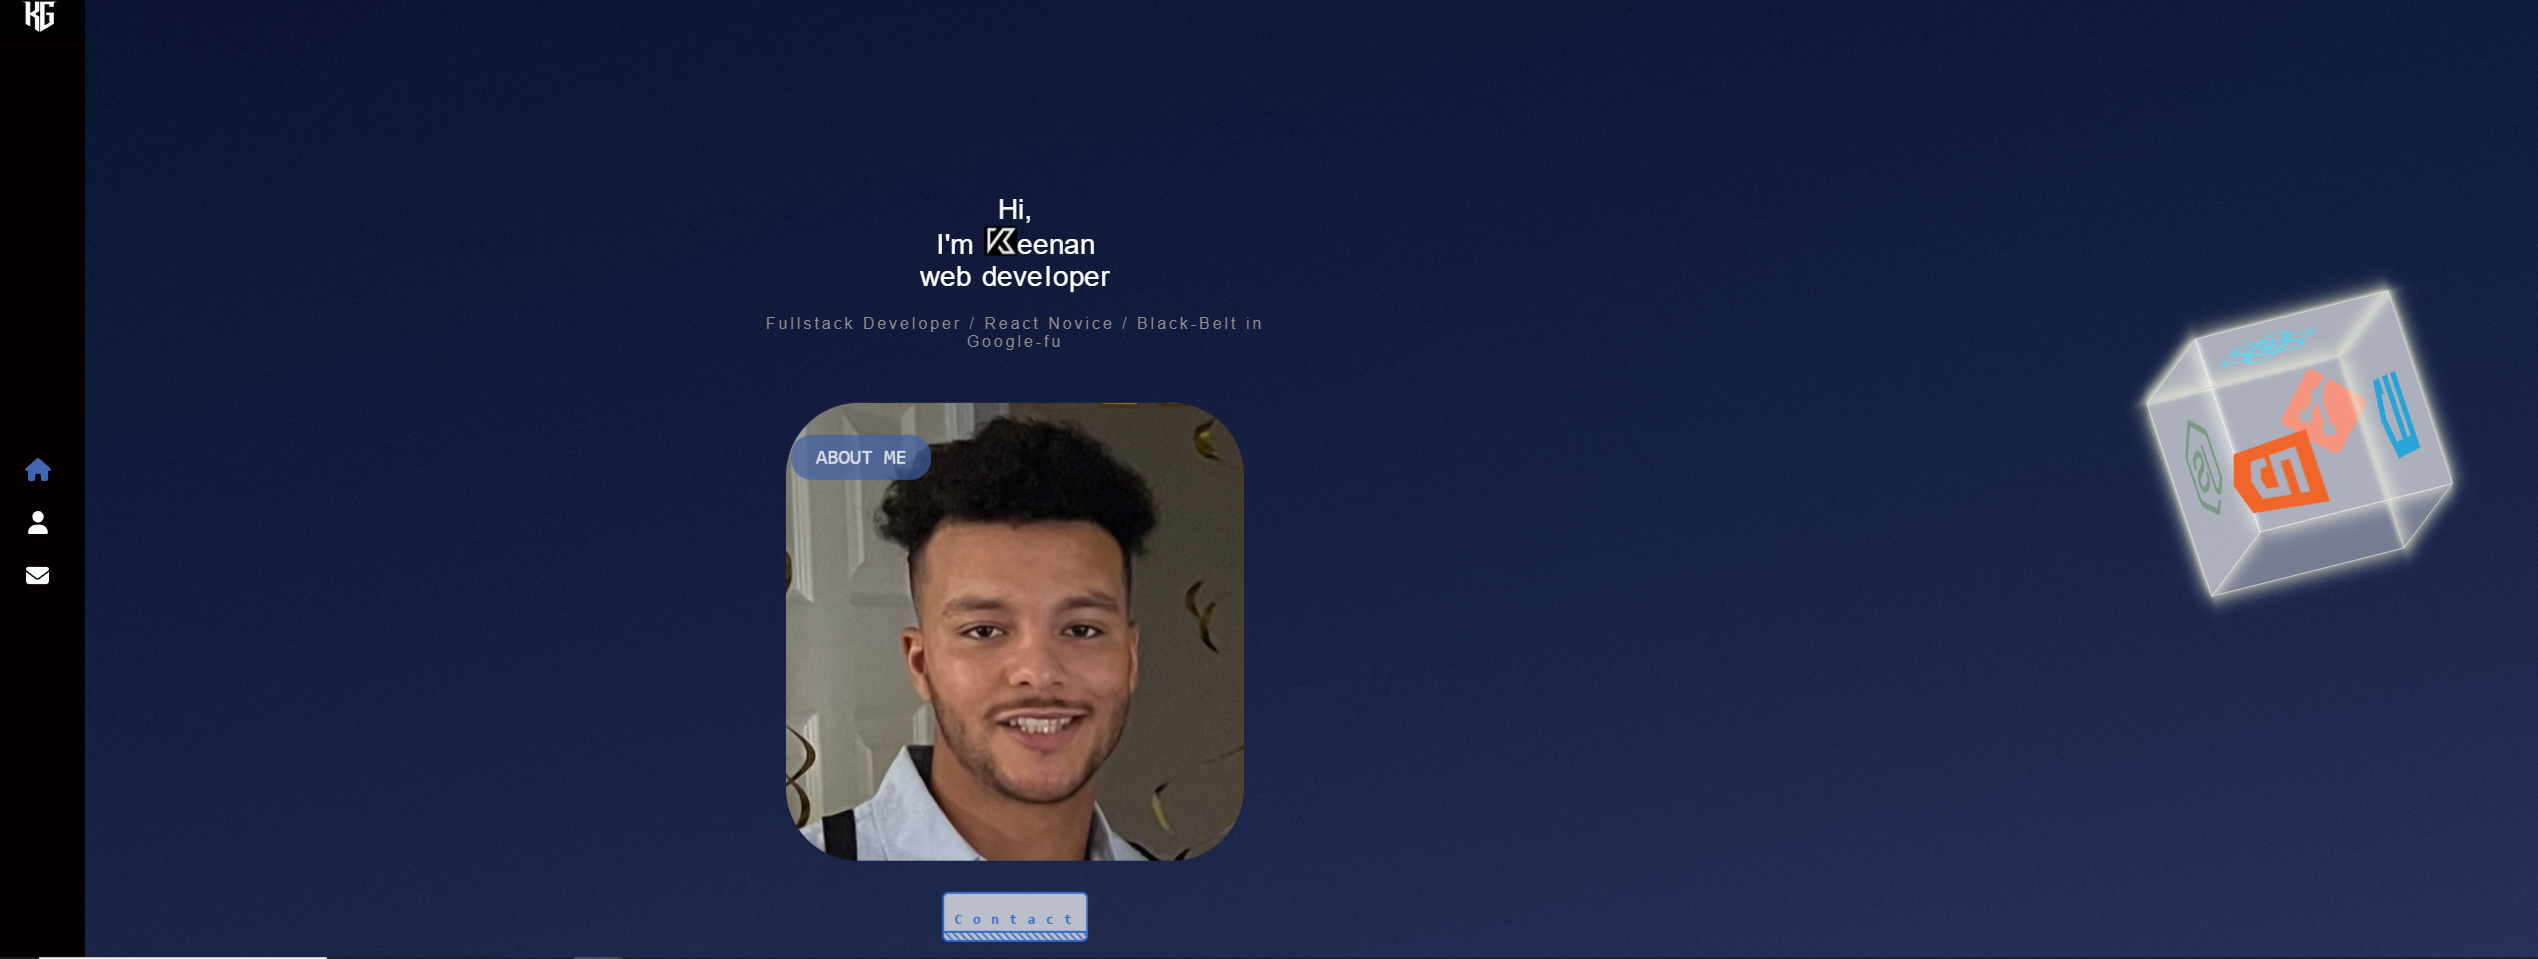 KG
Hi,
I'm Keenan
web developer
Fullstack Developer / React Novice / Black-Belt in
Google-fu
ABOUT ME
Contact